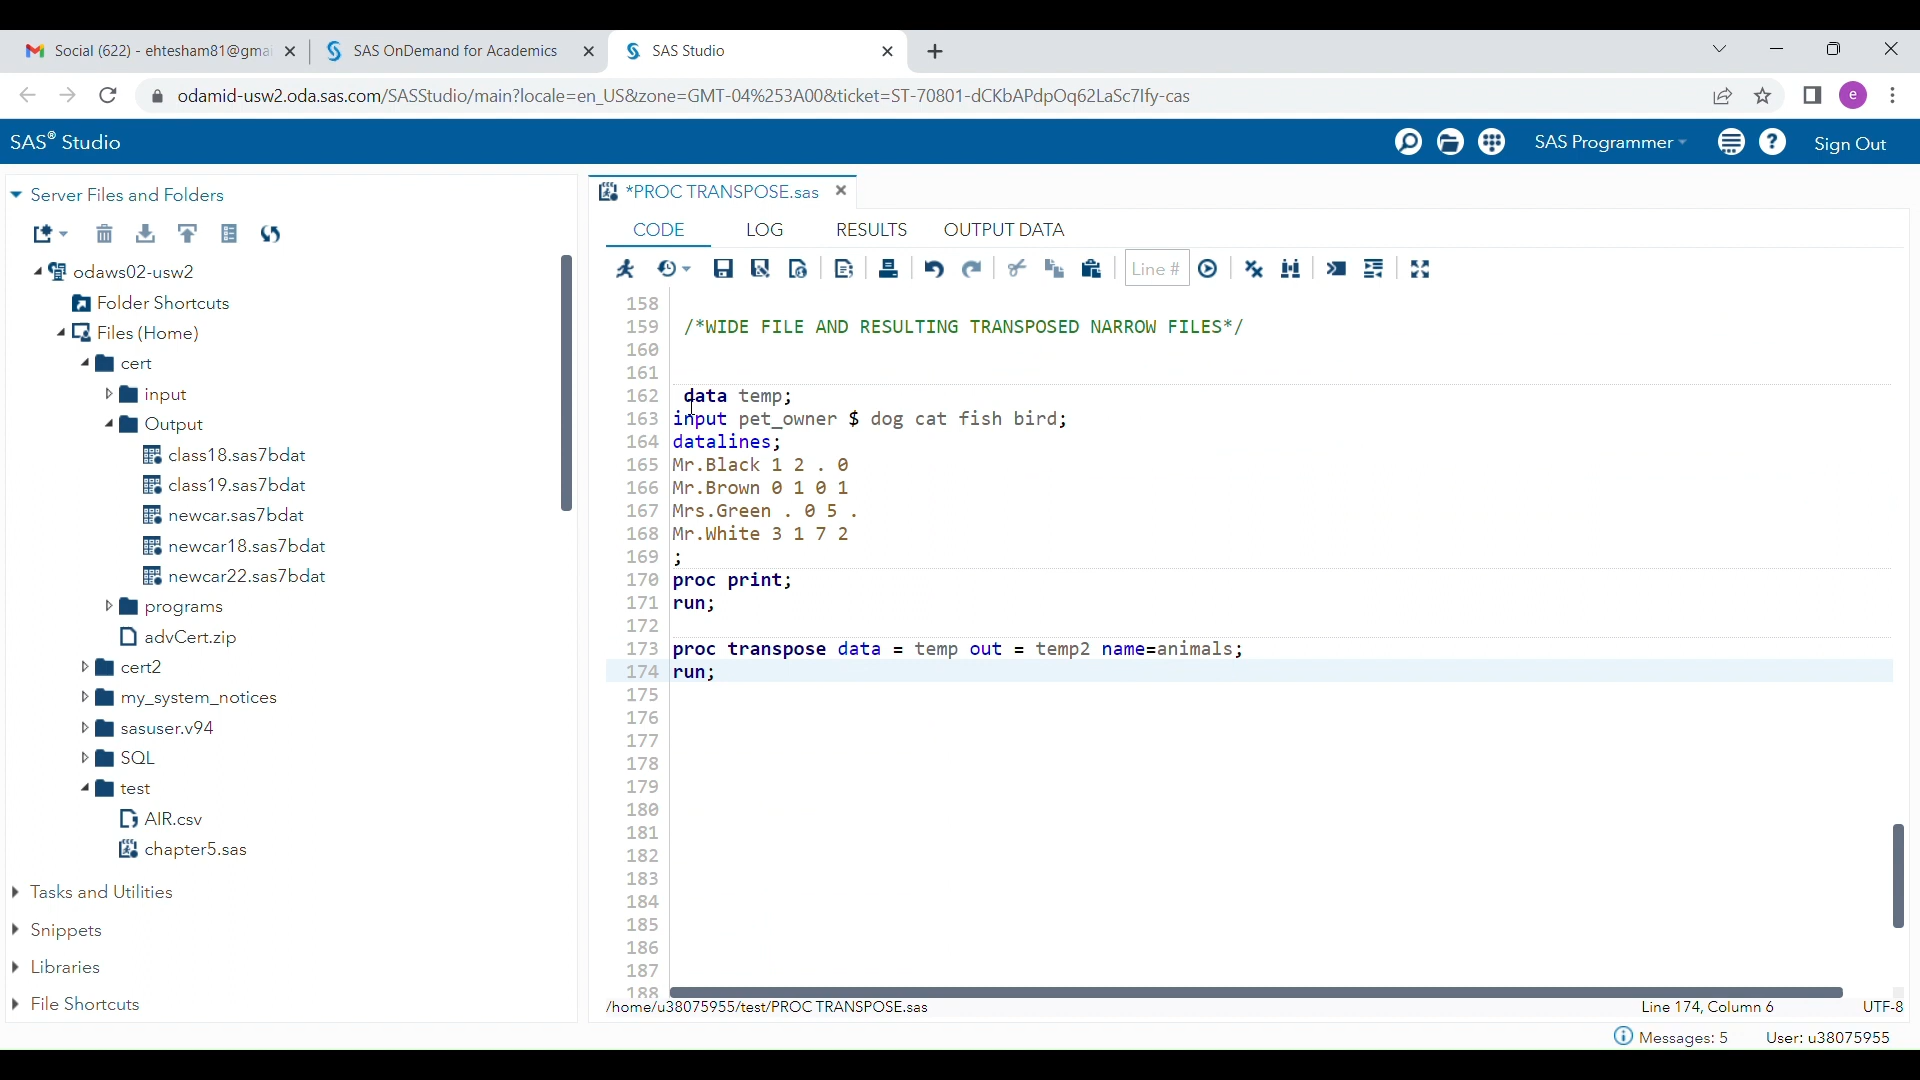 Social (622) - ehtesham81@gmai
SAS OnDemand for Academics
SAS Studio
odamid-usw2.oda.sas.com/SASStudio/main?locale=en_US&zone=GMT-04%253A00&ticket=ST-70801-dCKbAPdpOq62LaSc7lfy-cas
e
SAS® Studio
SAS Programmer
Sign Out
Server Files and Folders
odaws02-usw2
Folder Shortcuts
Files (Home)
cert
input
Output
class18.sas7bdat
class19.sas7bdat
newcar.sas7bdat
newcar18.sas7bdat
newcar22.sas7bdat
programs
advCert.zip
cert2
my_system_notices
sasuser.v94
SQL
test
AIR.csv
chapter5.sas
Tasks and Utilities
Snippets
Libraries
File Shortcuts
*PROC TRANSPOSE.sas
CODE LOG RESULTS OUTPUT DATA
Line #
158
159 /*WIDE FILE AND RESULTING TRANSPOSED NARROW FILES*/
160
161
162 data temp;
163 input pet_owner $ dog cat fish bird;
164 datalines;
165 Mr.Black 1 2 . 0
166 Mr.Brown 0 1 0 1
167 Mrs.Green . 0 5 .
168 Mr.White 3 1 7 2
169 ;
170 proc print;
171 run;
172
173 proc transpose data = temp out = temp2 name=animals;
174 run;
175
176
177
178
179
180
181
182
183
184
185
186
187
188
/home/u38075955/test/PROC TRANSPOSE.sas
Line 174, Column 6
UTF-8
Messages: 5
User: u38075955